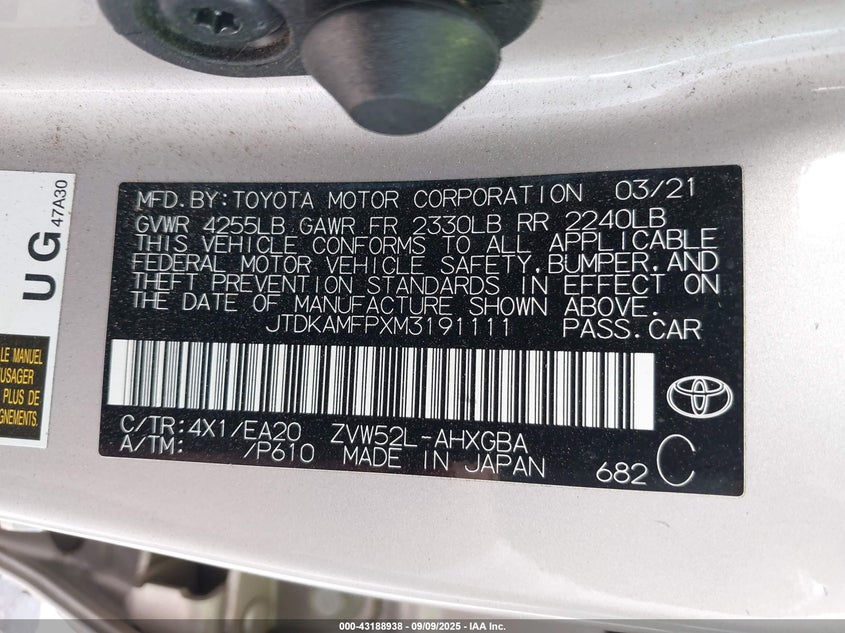 MFD.BY:TOYOTA MOTOR CORPORATION 03/21
GVWR 4255LB GAWR FR 2330LB RR 2240LB
THIS VEHICLE CONFORMS TO ALL APPLICABLE
FEDERAL MOTOR VEHICLE SAFETY,BUMPER,AND
THEFT PREVENTION STANDARDS IN EFFECT ON
THE DATE OF MANUFACTURE SHOWN ABOVE.
JTDKAMFPXM3191111 PASS.CAR
C/TR:4X1/EA20 ZVW52L-AHXGBA
A/TM: /P610 MADE IN JAPAN 682 C
UG 47A30
LE MANUEL
PLUS DE
000-43188938 - 09/09/2025 - IAA Inc.